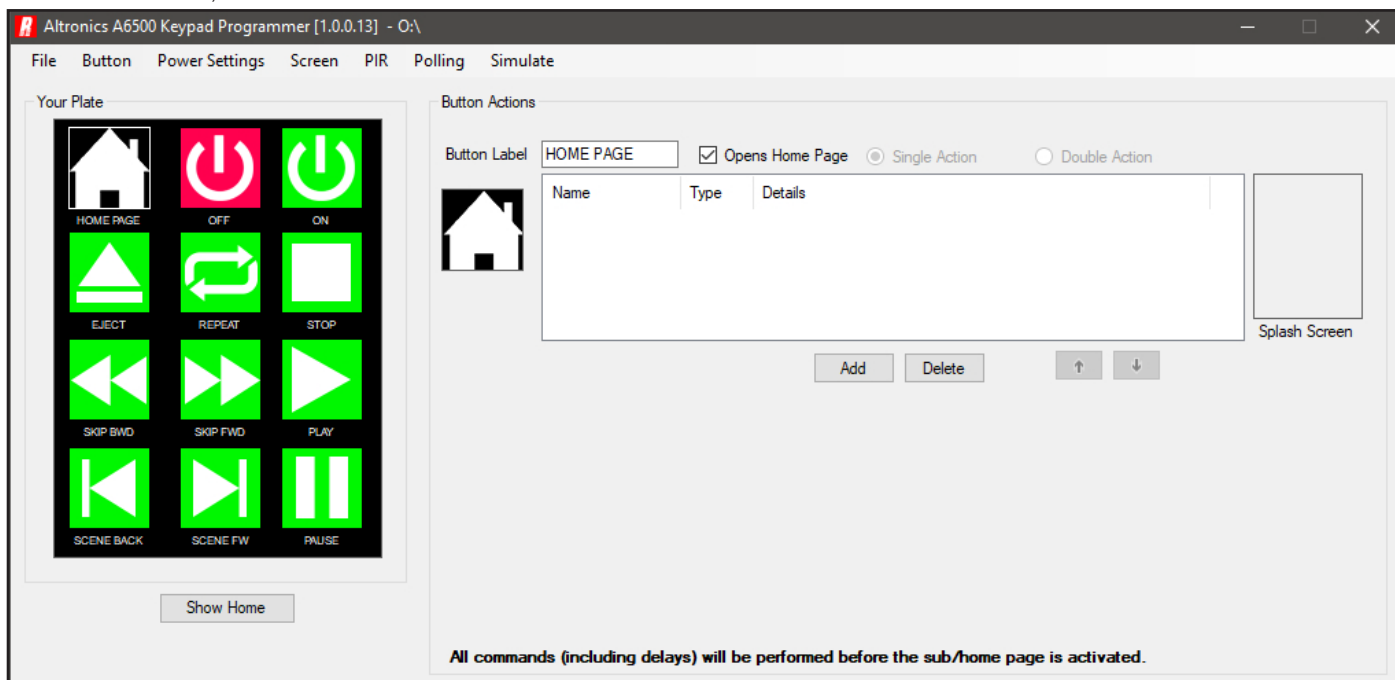 Altronics A6500 Keypad Programmer [1.0.0.13] - O:\
File Button Power Settings Screen PIR Polling Simulate
Your Plate
HOME PAGE OFF ON
EJECT REPEAT STOP
SKIP BWD SKIP FWD PLAY
SCENE BACK SCENE FW PAUSE
Show Home
Button Actions
Button Label HOME PAGE Opens Home Page Single Action Double Action
Name Type Details
Splash Screen
Add Delete
All commands (including delays) will be performed before the sub/home page is activated.